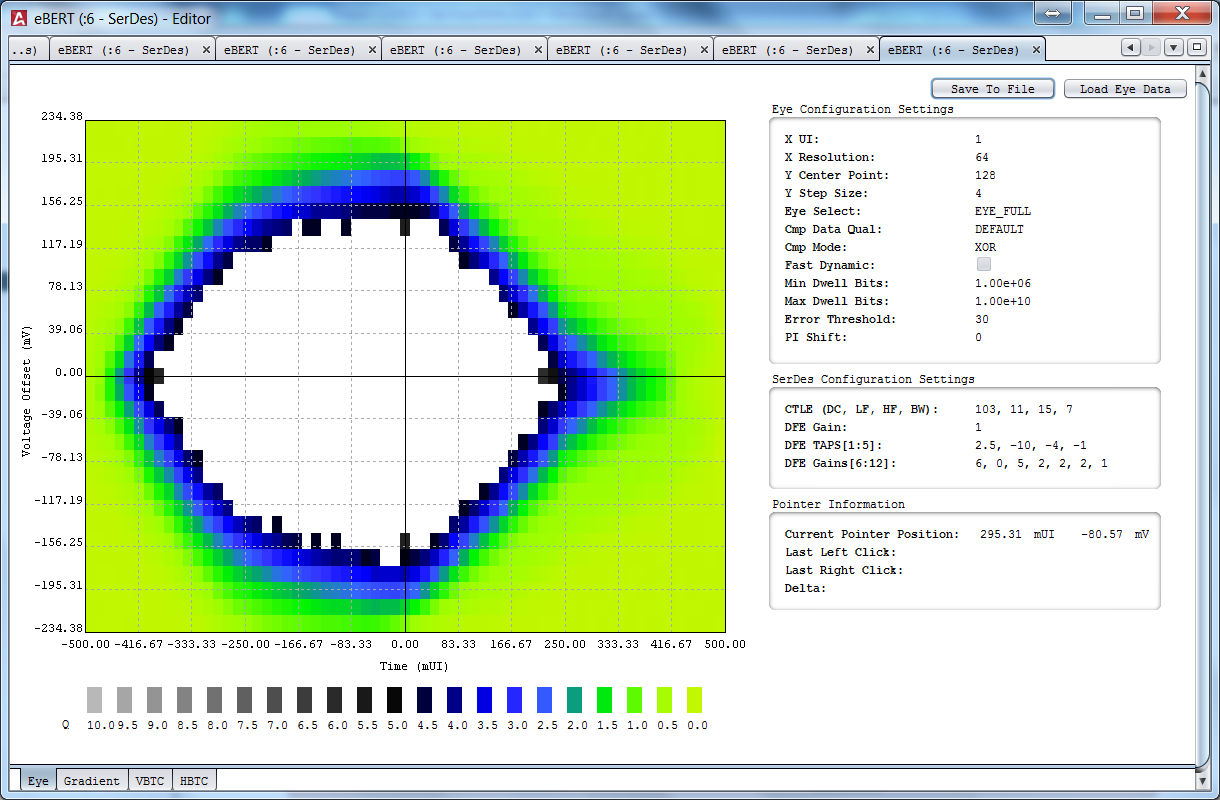 eBERT (:6 - SerDes) - Editor
..s) eBERT (:6 - SerDes) × eBERT (:6 - SerDes) × eBERT (:6 - SerDes) × eBERT (:6 - SerDes) × eBERT (:6 - SerDes) × eBERT (:6 - SerDes) ×
Save To File Load Eye Data
Eye Configuration Settings
X UI: 1
X Resolution: 64
Y Center Point: 128
Y Step Size: 4
Eye Select: EYE_FULL
Cmp Data Qual: DEFAULT
Cmp Mode: XOR
Fast Dynamic:
Min Dwell Bits: 1.00e+06
Max Dwell Bits: 1.00e+10
Error Threshold: 30
PI Shift: 0
SerDes Configuration Settings
CTLE (DC, LF, HF, BW): 103, 11, 15, 7
DFE Gain: 1
DFE TAPS[1:5]: 2.5, -10, -4, -1
DFE Gains[6:12]: 6, 0, 5, 2, 2, 2, 1
Pointer Information
Current Pointer Position: 295.31 mUI -80.57 mV
Last Left Click:
Last Right Click:
Delta:
Voltage Offset (mV)
234.38
195.31
156.25
117.19
78.13
39.06
0.00
-39.06
-78.13
-117.19
-156.25
-195.31
-234.38
-500.00 -416.67 -333.33 -250.00 -166.67 -83.33 0.00 83.33 166.67 250.00 333.33 416.67 500.00
Time (mUI)
Q 10.0 9.5 9.0 8.5 8.0 7.5 7.0 6.5 6.0 5.5 5.0 4.5 4.0 3.5 3.0 2.5 2.0 1.5 1.0 0.5 0.0
Eye Gradient VBTC HBTC